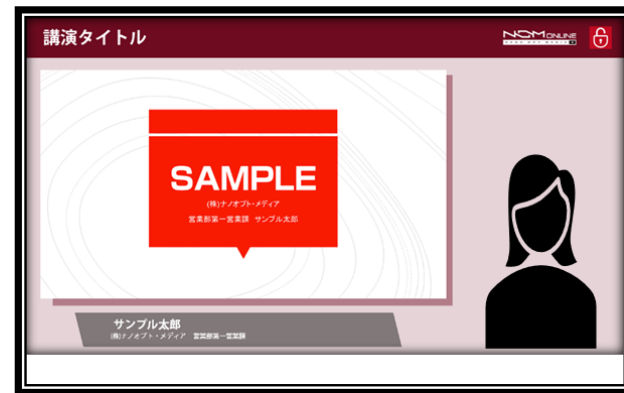 講演タイトル
NOM ONLINE
SAMPLE
(株)ナノオプト・メディア
営業部第一営業課 サンプル太郎
サンプル太郎
(株)ナノオプト・メディア 営業部第一営業課